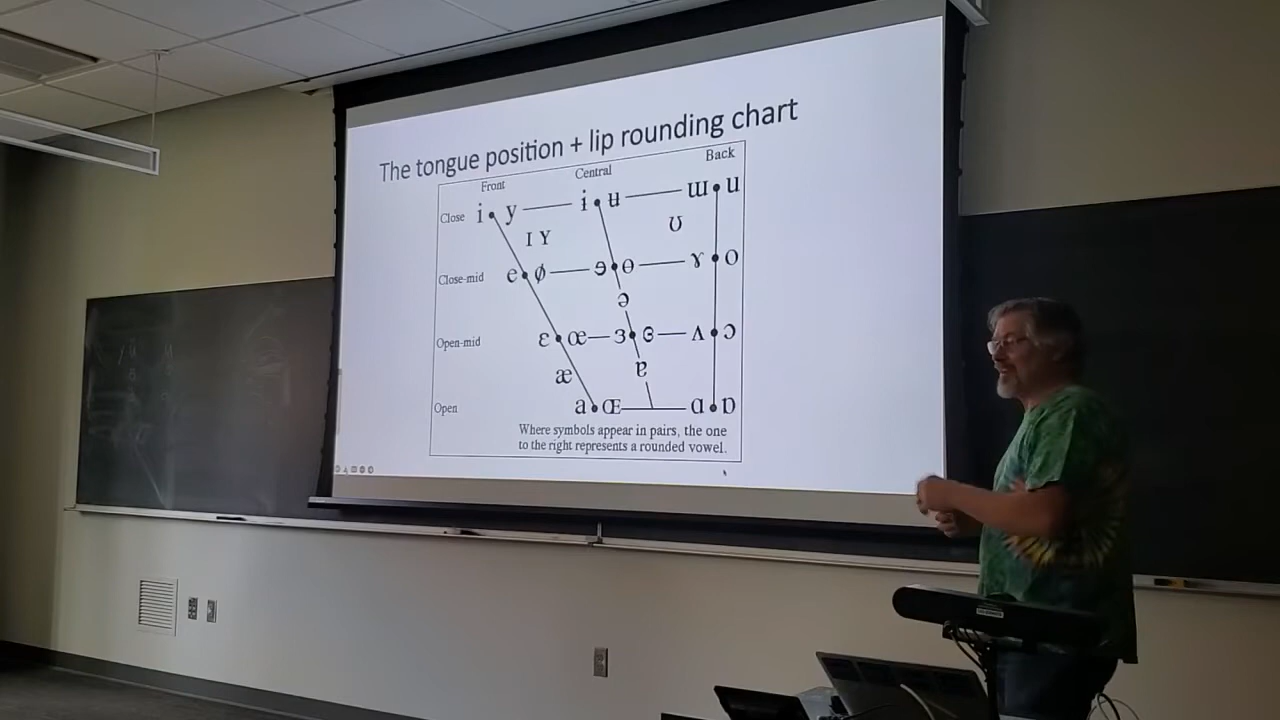 The tongue position + lip rounding chart
Front Central Back
Close i • y — ɨ • ʉ — ɯ • u
ɪ ʏ ʊ
Close-mid e • ø — ɘ • ɵ — ɤ • o
ə
Open-mid ɛ • œ — ɜ • ɞ — ʌ • ɔ
æ ɐ
Open a • ɶ — ɑ • ɒ
Where symbols appear in pairs, the one
to the right represents a rounded vowel.